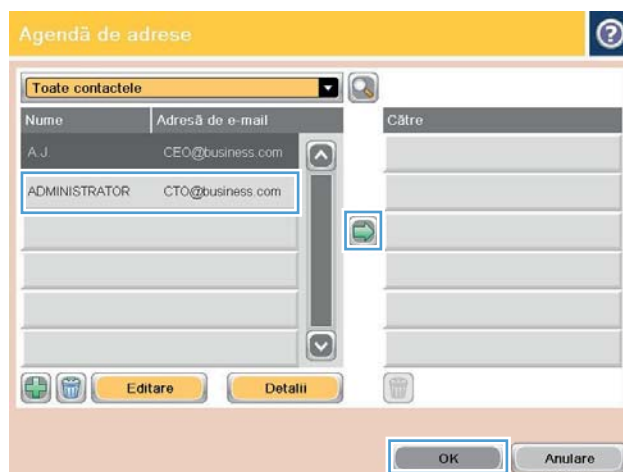 Agendă de adrese
Toate contactele
Nume Adresă de e-mail Către
A.J. CEO@business.com
ADMINISTRATOR CTO@business.com
Editare Detalii
OK Anulare